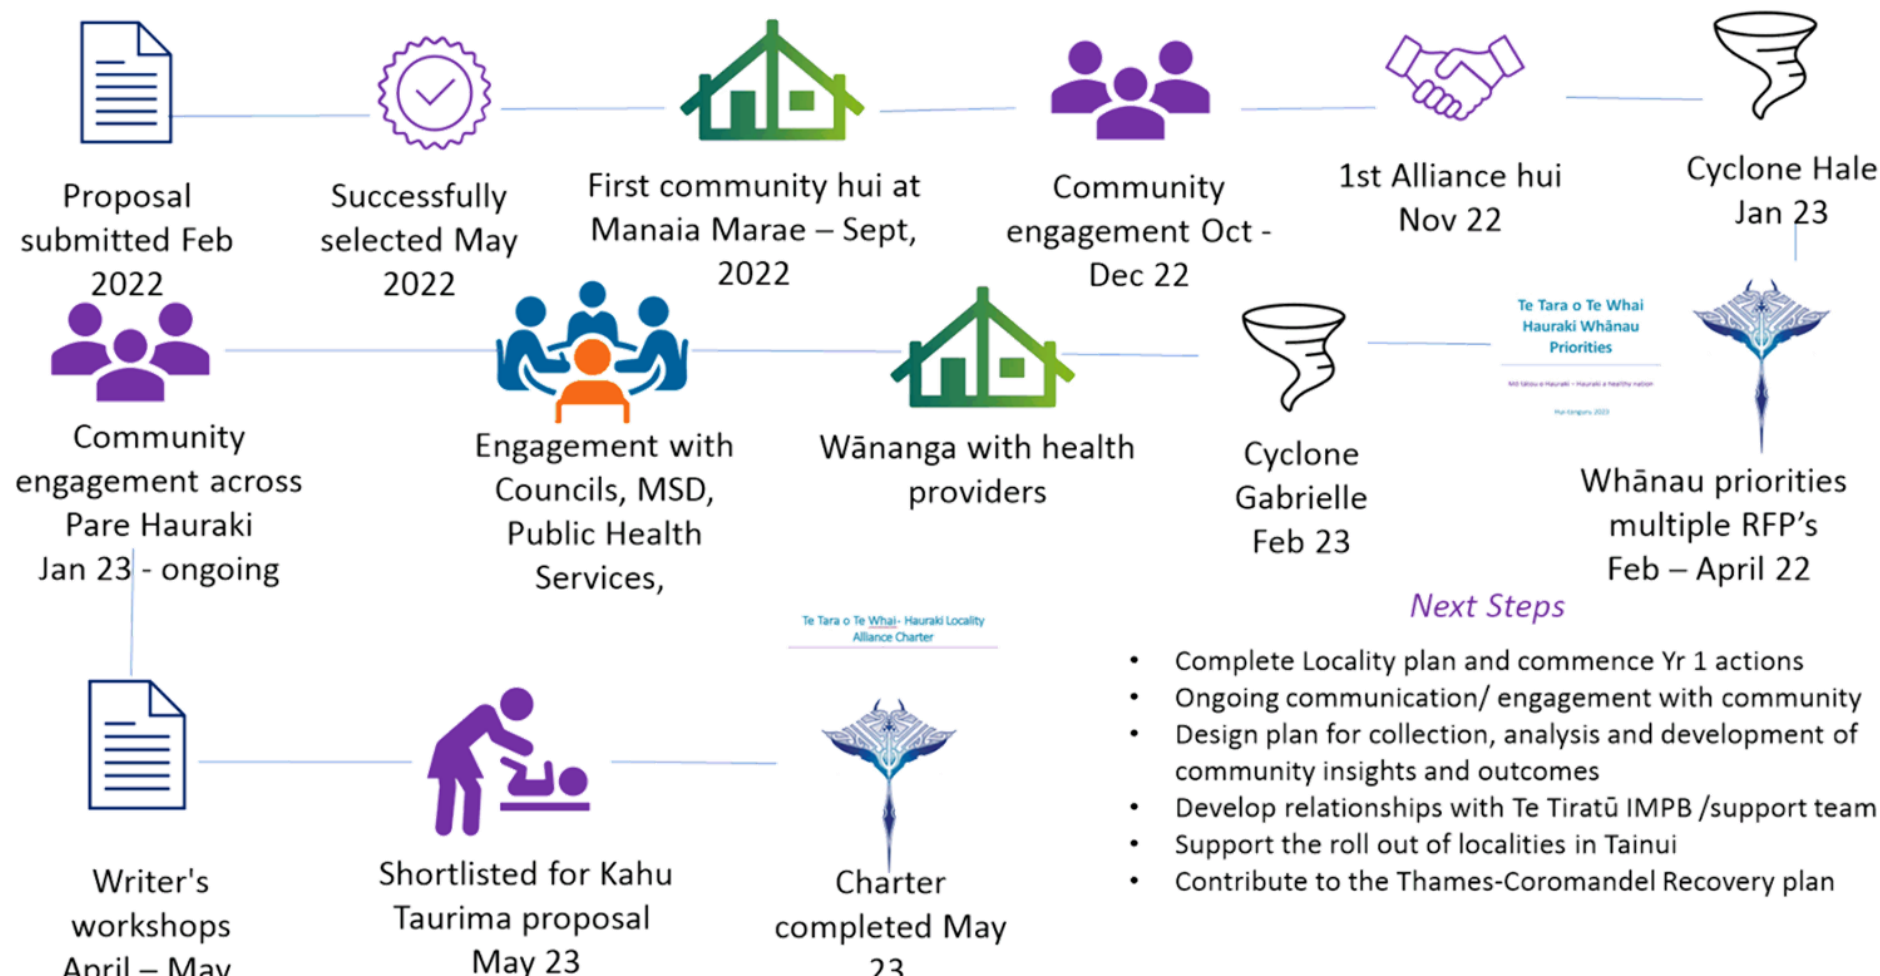 Proposal
submitted Feb
2022
Successfully
selected May
2022
First community hui at
Manaia Marae – Sept,
2022
Community
engagement Oct -
Dec 22
1st Alliance hui
Nov 22
Cyclone Hale
Jan 23
Community
engagement across
Pare Hauraki
Jan 23 - ongoing
Engagement with
Councils, MSD,
Public Health
Services,
Wānanga with health
providers
Cyclone
Gabrielle
Feb 23
Te Tara o Te Whai
Hauraki Whānau
Priorities
Mō tātou o Hauraki – Hauraki a healthy nation
2023
Whānau priorities
multiple RFP’s
Feb – April 22
Writer's
workshops
April – May
Shortlisted for Kahu
Taurima proposal
May 23
Te Tara o Te Whai- Hauraki Locality
Alliance Charter
Charter
completed May
23
Next Steps
• Complete Locality plan and commence Yr 1 actions
• Ongoing communication/ engagement with community
• Design plan for collection, analysis and development of
community insights and outcomes
• Develop relationships with Te Tiratū IMPB /support team
• Support the roll out of localities in Tainui
• Contribute to the Thames-Coromandel Recovery plan